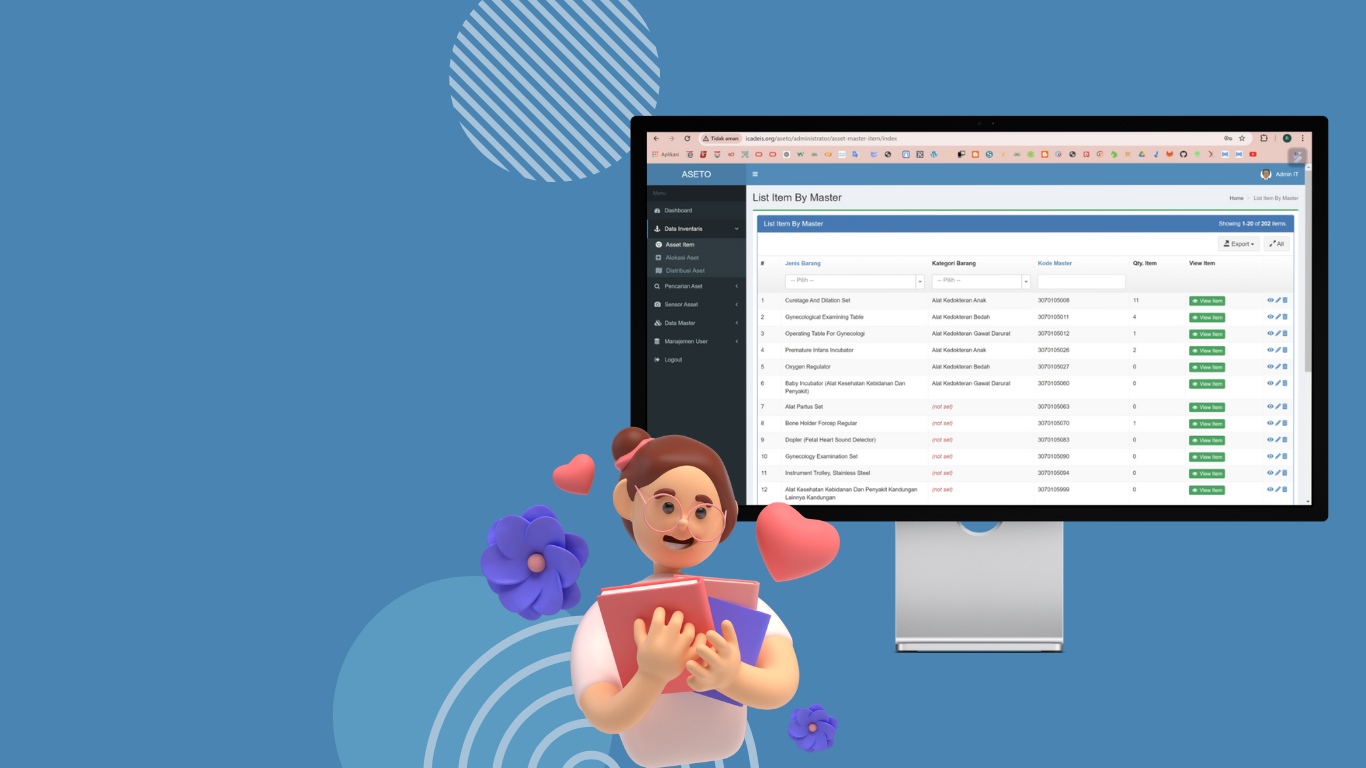 Tidak aman
icadeis.org/aseto/administrator/asset-master-item/index
Aplikasi
ASETO
Admin IT
Menu
Dashboard
Data Inventaris
Asset Item
Alokasi Aset
Distribusi Aset
Pencarian Aset
Sensor Asset
Data Master
Manajemen User
Logout
List Item By Master
Home
List Item By Master
List Item By Master
Showing 1-20 of 202 items.
Export
All
# Jenis Barang Kategori Barang Kode Master Qty. Item View Item
-- Pilih -- -- Pilih --
1 Curetage And Dilation Set Alat Kedokteran Anak 3070105008 11 View Item
2 Gynecological Examining Table Alat Kedokteran Bedah 3070105011 4 View Item
3 Operating Table For Gynecologi Alat Kedokteran Gawat Darurat 3070105012 1 View Item
4 Premature Infans Incubator Alat Kedokteran Anak 3070105026 2 View Item
5 Oxygen Regulator Alat Kedokteran Bedah 3070105027 0 View Item
6 Baby Incubator (Alat Kesehatan Kebidanan Dan Alat Kedokteran Gawat Darurat 3070105060 0 View Item
Penyakit)
7 Alat Partus Set (not set) 3070105063 0 View Item
8 Bone Holder Forcep Regular (not set) 3070105070 1 View Item
9 Dopler (Fetal Heart Sound Detector) (not set) 3070105083 0 View Item
10 Gynecology Examination Set (not set) 3070105090 0 View Item
11 Instrument Trolley, Stainless Steel (not set) 3070105094 0 View Item
12 Alat Kesehatan Kebidanan Dan Penyakit Kandungan (not set) 3070105999 0 View Item
Lainnya Kandungan